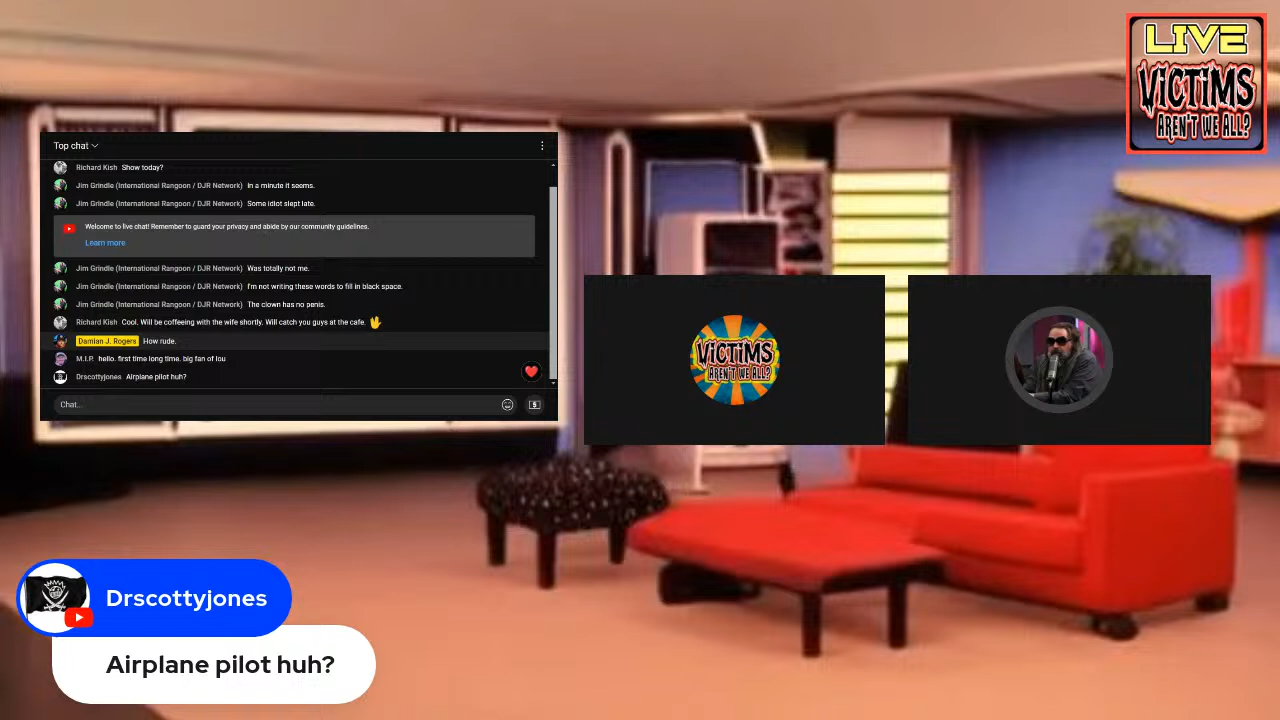 LIVE
VICTIMS
AREN'T WE ALL?
Top chat
Richard Kish Show today?
Jim Grindle (International Rangoon / DJR Network) In a minute it seems.
Jim Grindle (International Rangoon / DJR Network) Some idiot slept late.
Welcome to live chat! Remember to guard your privacy and abide by our community guidelines.
Learn more
Jim Grindle (International Rangoon / DJR Network) Was totally not me.
Jim Grindle (International Rangoon / DJR Network) I'm not writing these words to fill in black space.
Jim Grindle (International Rangoon / DJR Network) The clown has no penis.
Richard Kish Cool. Will be coffeeing with the wife shortly. Will catch you guys at the cafe. 🖖
Damian J. Rogers How rude.
M.I.P. hello. first time long time. big fan of lou
Drscottyjones Airplane pilot huh?
Chat...
VICTIMS
AREN'T WE ALL?
Drscottyjones
Airplane pilot huh?